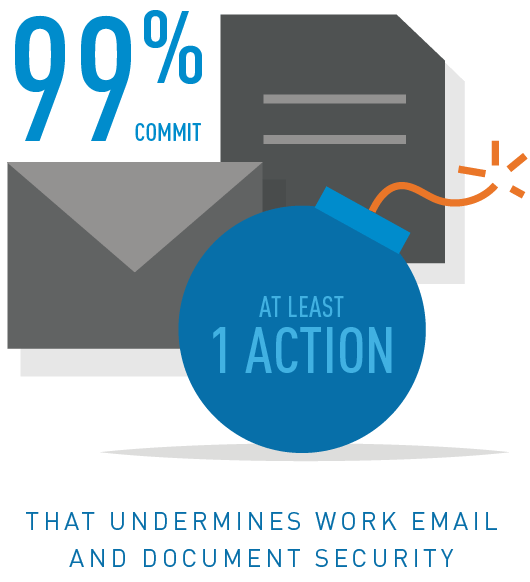 99%
COMMIT
AT LEAST
1 ACTION
THAT UNDERMINES WORK EMAIL
AND DOCUMENT SECURITY